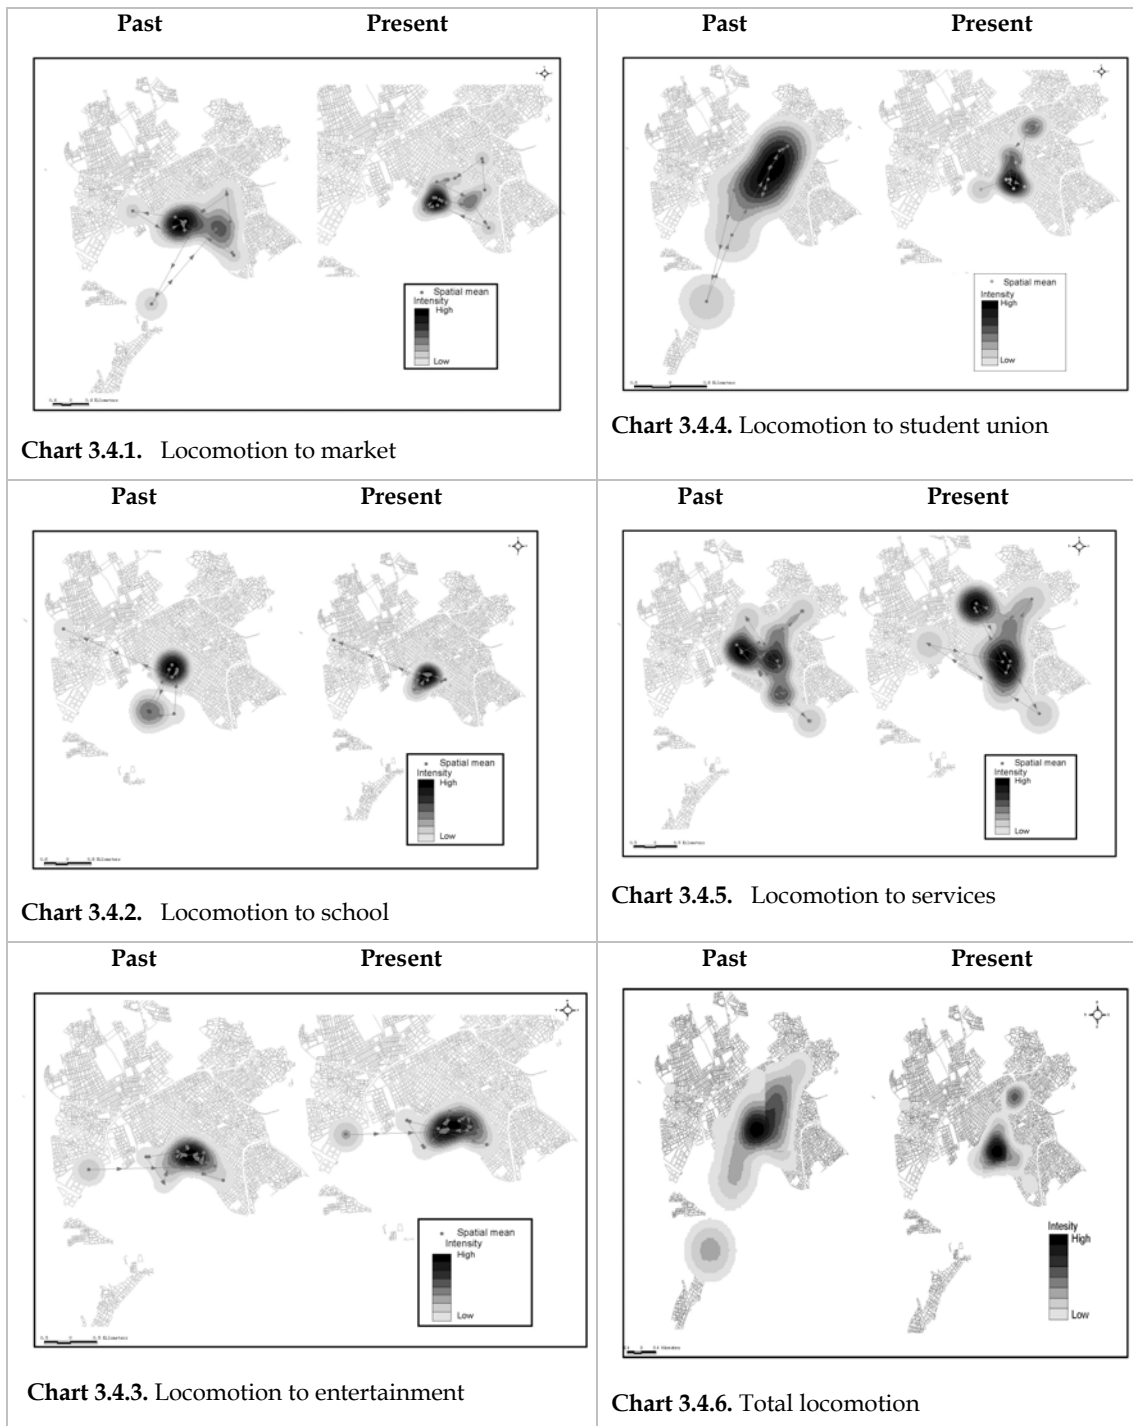 Past Present
Spatial mean
Intensity
High
Low
Chart 3.4.1. Locomotion to market
Past Present
Spatial mean
Intensity
High
Low
Chart 3.4.4. Locomotion to student union
Past Present
Spatial mean
Intensity
High
Low
Chart 3.4.2. Locomotion to school
Past Present
Spatial mean
Intensity
High
Low
Chart 3.4.5. Locomotion to services
Past Present
Spatial mean
Intensity
High
Low
Chart 3.4.3. Locomotion to entertainment
Past Present
Intesity
High
Low
Chart 3.4.6. Total locomotion